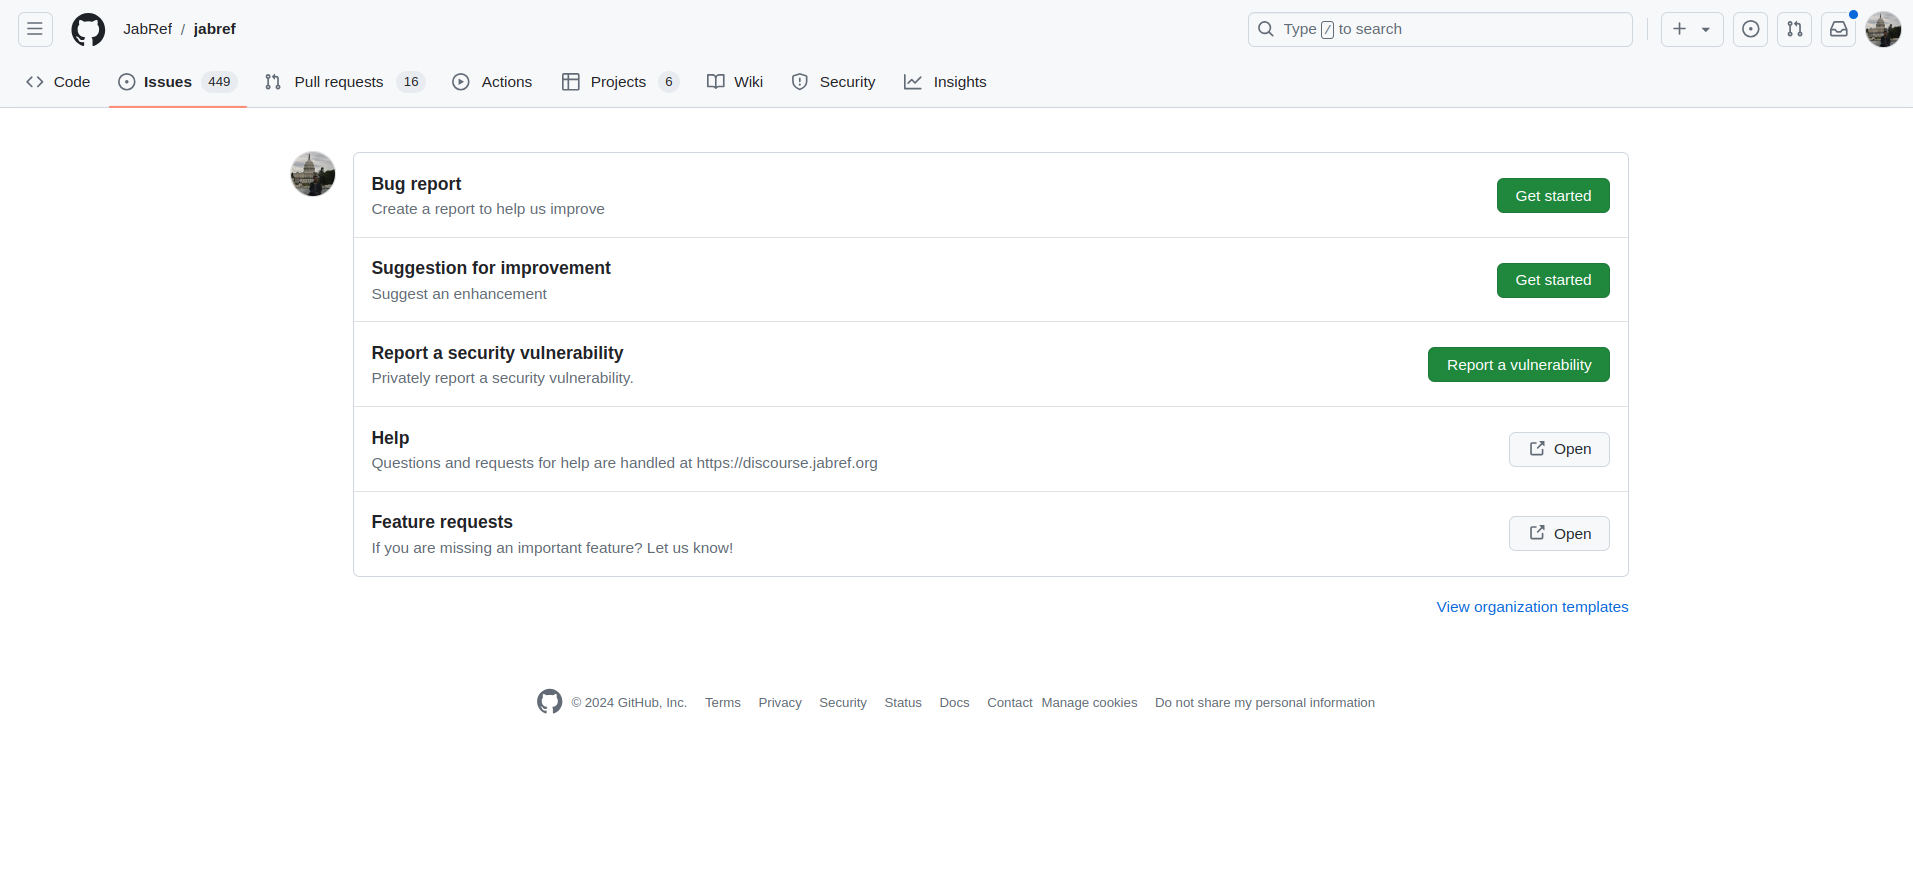 JabRef / jabref
Type / to search
Code
Issues 449
Pull requests 16
Actions
Projects 6
Wiki
Security
Insights
Bug report
Create a report to help us improve
Get started
Suggestion for improvement
Suggest an enhancement
Get started
Report a security vulnerability
Privately report a security vulnerability.
Report a vulnerability
Help
Questions and requests for help are handled at https://discourse.jabref.org
Open
Feature requests
If you are missing an important feature? Let us know!
Open
View organization templates
© 2024 GitHub, Inc. Terms Privacy Security Status Docs Contact Manage cookies Do not share my personal information